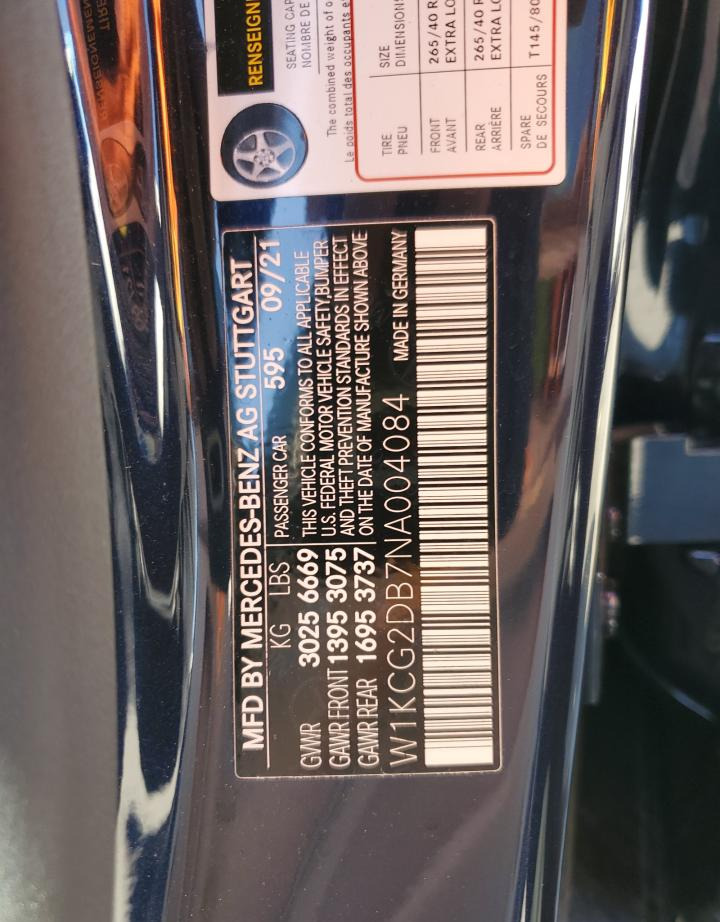 MFD BY MERCEDES-BENZ AG STUTTGART
KG LBS PASSENGER CAR 595 09/21
GVWR 3025 6669 THIS VEHICLE CONFORMS TO ALL APPLICABLE
U.S. FEDERAL MOTOR VEHICLE SAFETY, BUMPER
GAWR FRONT 1395 3075 AND THEFT PREVENTION STANDARDS IN EFFECT
GAWR REAR 1695 3737 ON THE DATE OF MANUFACTURE SHOWN ABOVE
W1KCG2DB7NA004084 MADE IN GERMANY
SEATING
NOMBRE DE
The combined weight of
Le poids total des occupants
TIRE SIZE
PNEU DIMENSIONS
FRONT 265/40 R
AVANT EXTRA
REAR 265/40 R
ARRIÈRE EXTRA
SPARE T145/80
DE SECOURS